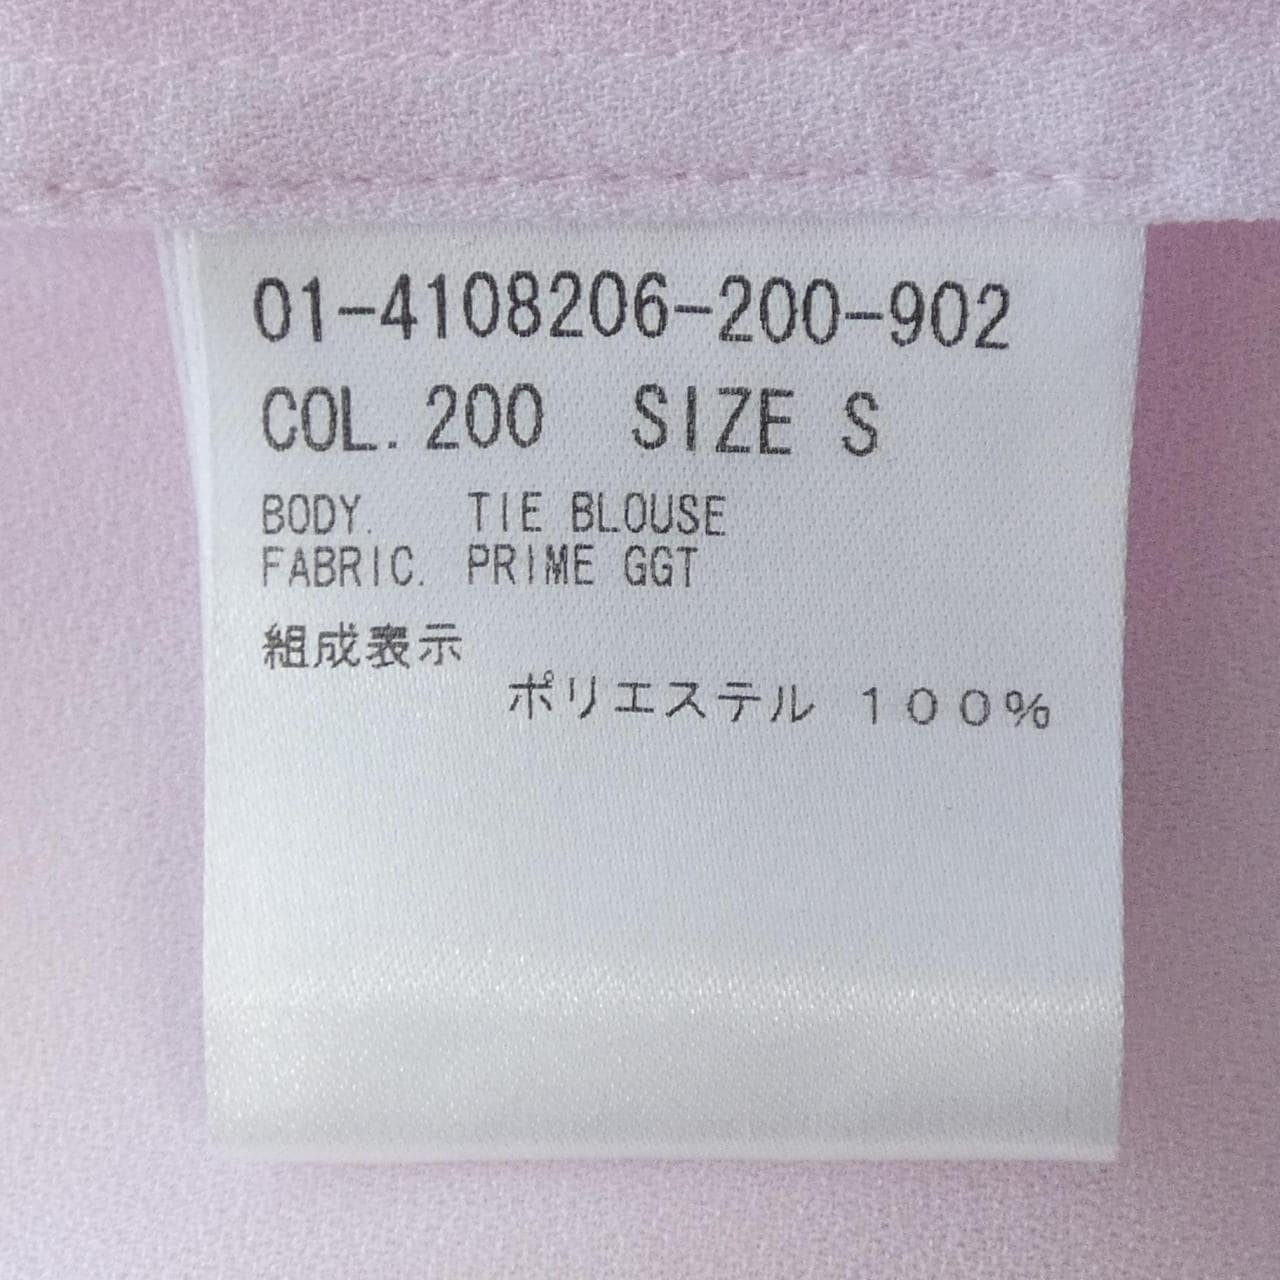 01-4108206-200-902
COL. 200 SIZE S
BODY. TIE BLOUSE
FABRIC. PRIME GGT
組成表示
ポリエステル 100%